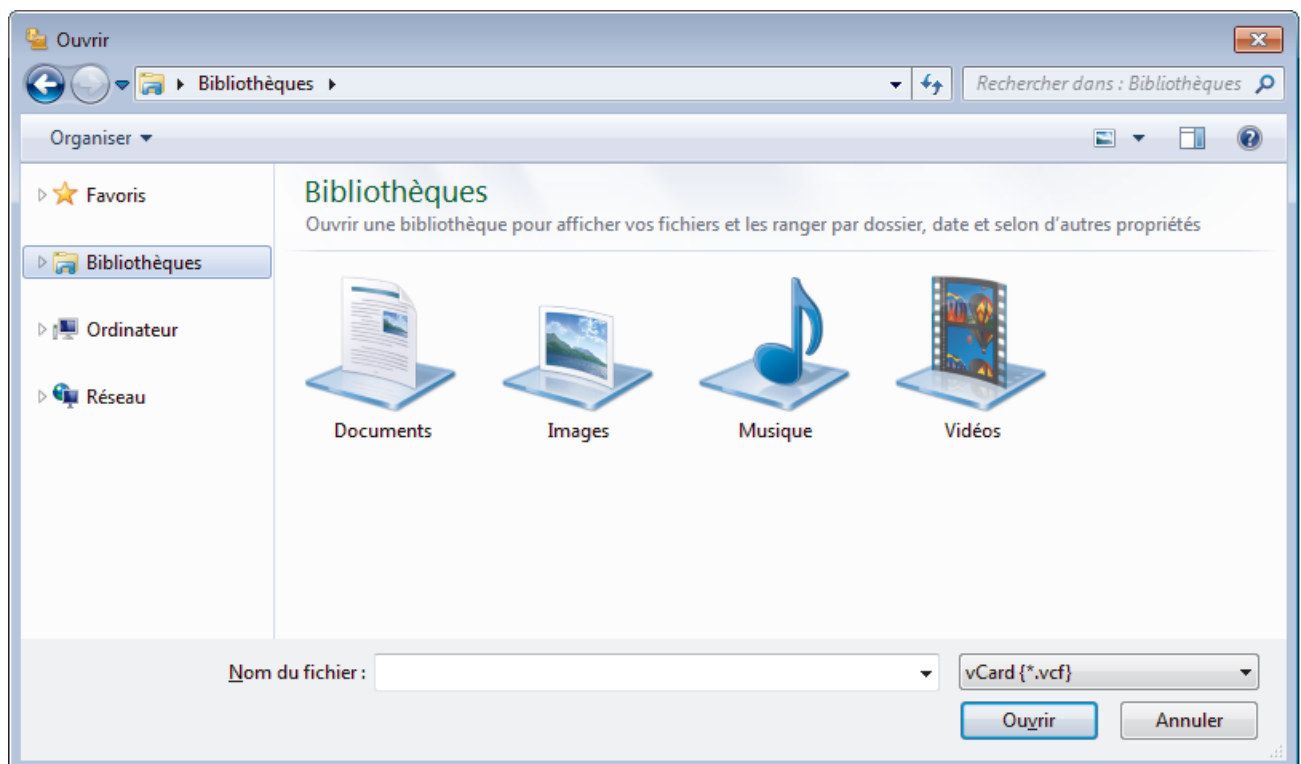 Ouvrir
Bibliothèques
Rechercher dans : Bibliothèques
Organiser
Favoris
Bibliothèques
Ordinateur
Réseau
Bibliothèques
Ouvrir une bibliothèque pour afficher vos fichiers et les ranger par dossier, date et selon d'autres propriétés
Documents
Images
Musique
Vidéos
Nom du fichier :
vCard {*.vcf}
Ouvrir
Annuler